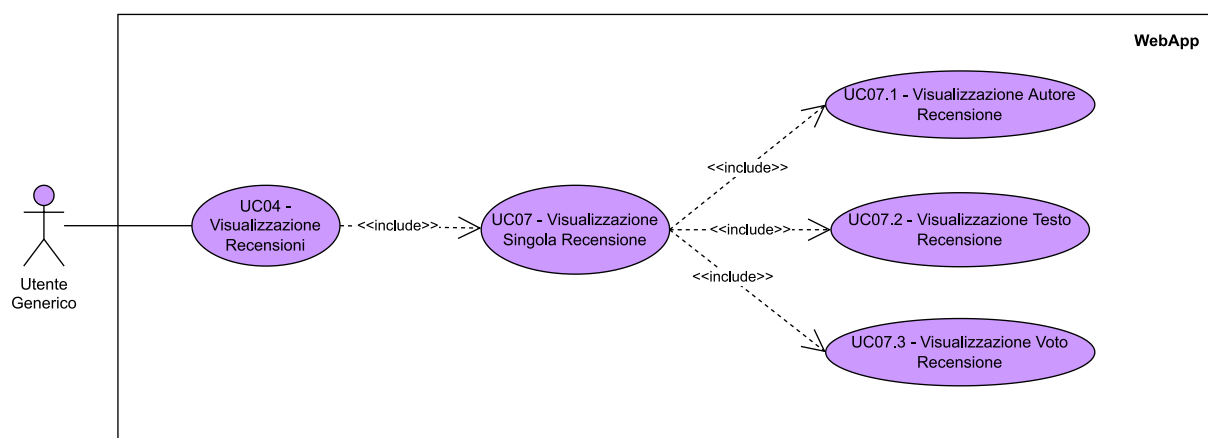 WebApp
UC07.1 - Visualizzazione Autore
Recensione
<<include>>
UC04 -
Visualizzazione
Recensioni
<<include>>
UC07 - Visualizzazione
Singola Recensione
<<include>>
UC07.2 - Visualizzazione Testo
Recensione
<<include>>
Utente
Generico
UC07.3 - Visualizzazione Voto
Recensione